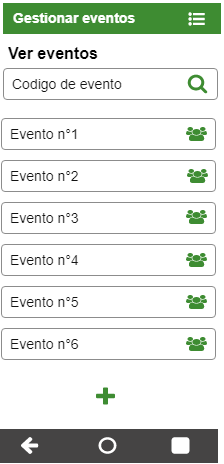 Gestionar eventos
Ver eventos
Codigo de evento
Evento n°1
Evento n°2
Evento n°3
Evento n°4
Evento n°5
Evento n°6